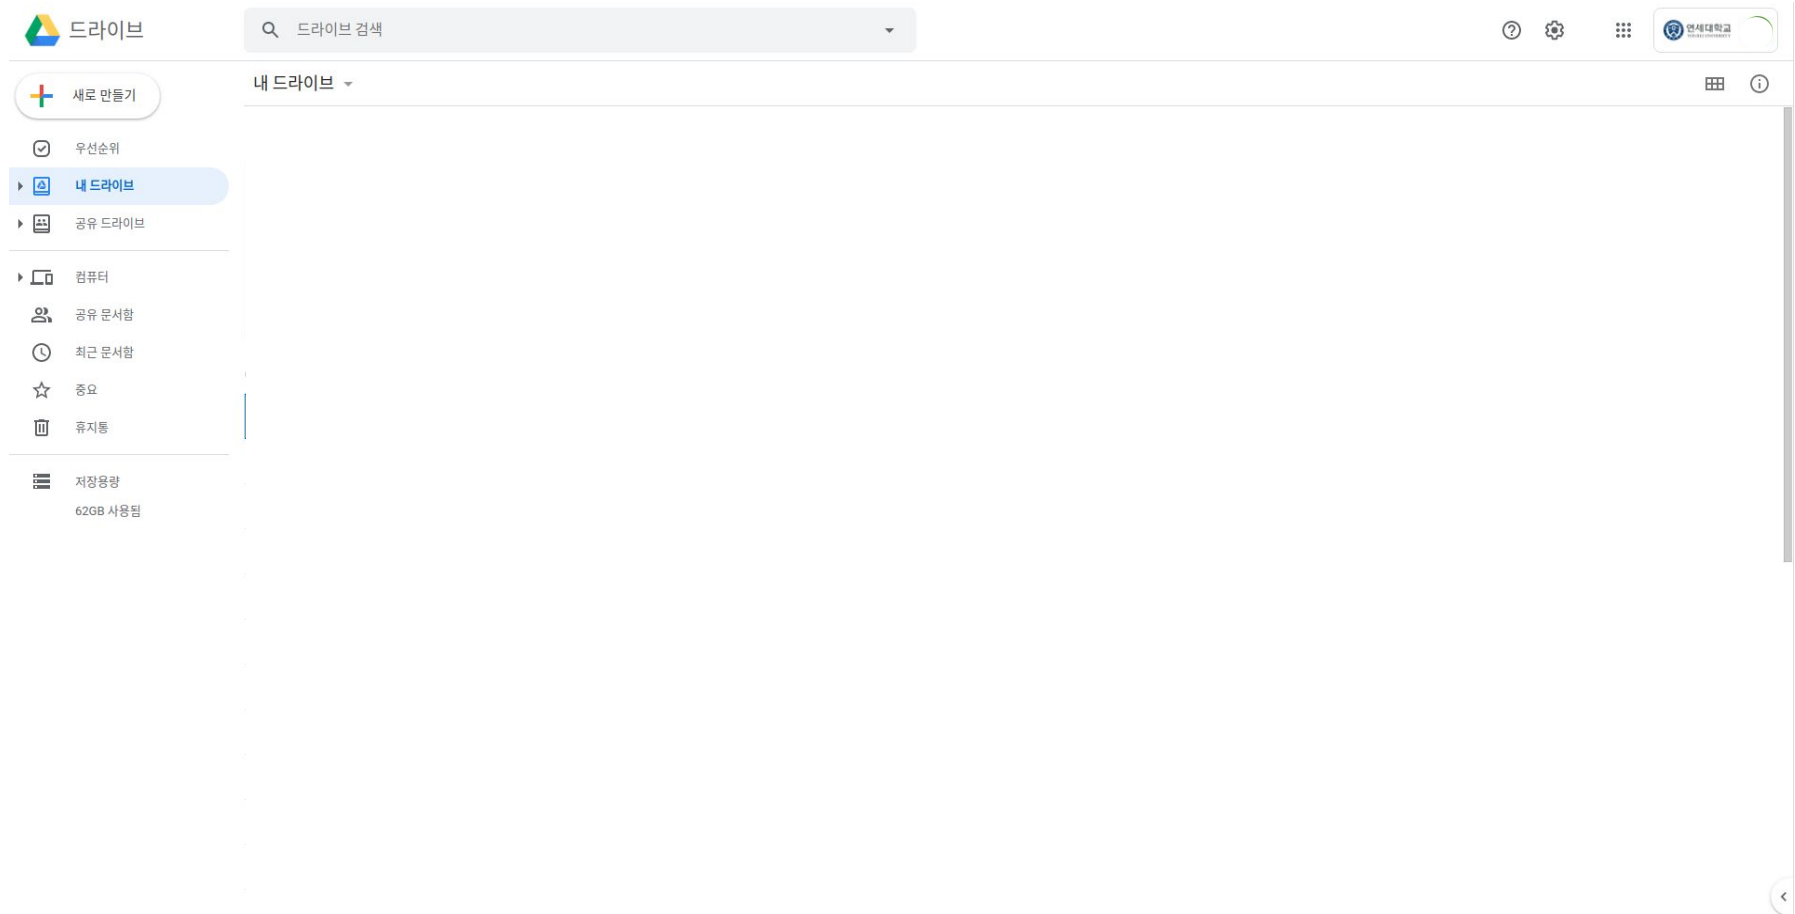 드라이브
드라이브 검색
연세대학교
새로 만들기
내 드라이브
우선순위
내 드라이브
공유 드라이브
컴퓨터
공유 문서함
최근 문서함
중요
휴지통
저장용량
62GB 사용됨